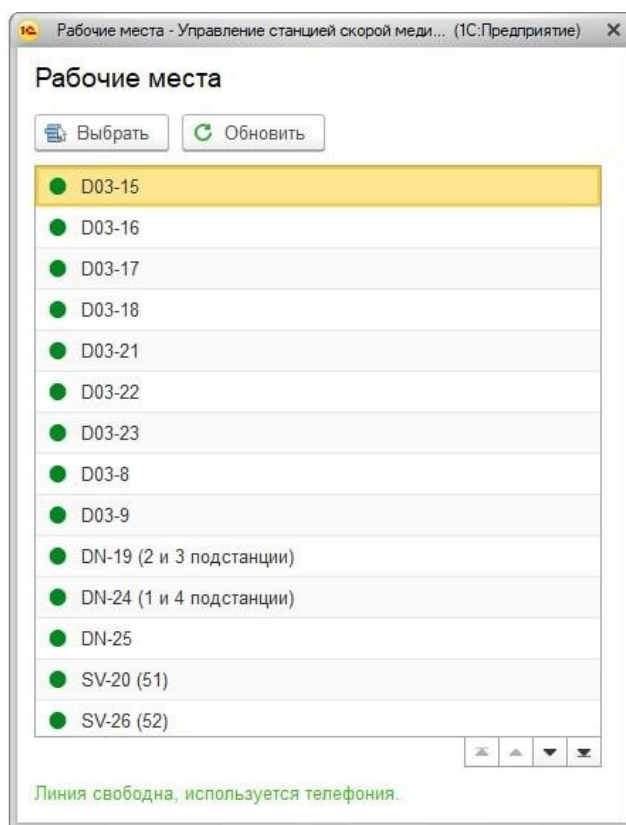 1С Рабочие места - Управление станцией скорой меди... (1С:Предприятие)
Рабочие места
Выбрать Обновить
D03-15
D03-16
D03-17
D03-18
D03-21
D03-22
D03-23
D03-8
D03-9
DN-19 (2 и 3 подстанции)
DN-24 (1 и 4 подстанции)
DN-25
SV-20 (51)
SV-26 (52)
Линия свободна, используется телефония.